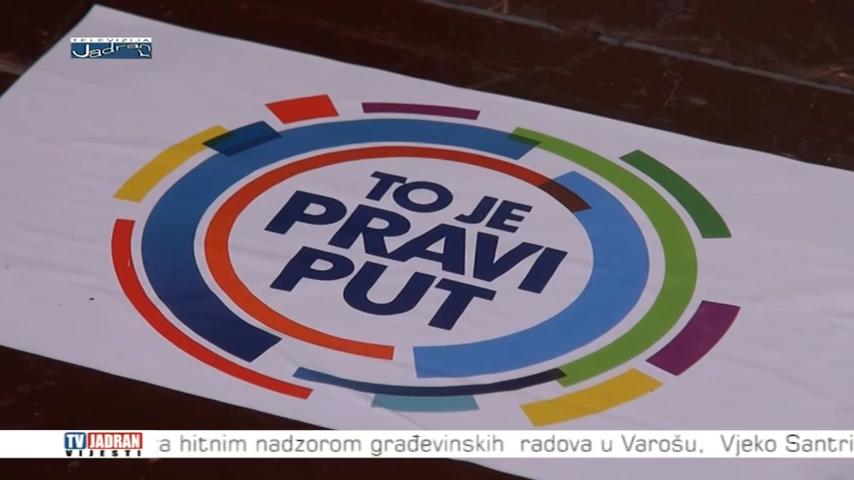 TELEVIZIJA
Jadran
TO JE
PRAVI
PUT
TV JADRAN
VIJESTI
hitnim nadzorom građevinskih radova u Varošu, Vjeko Santri